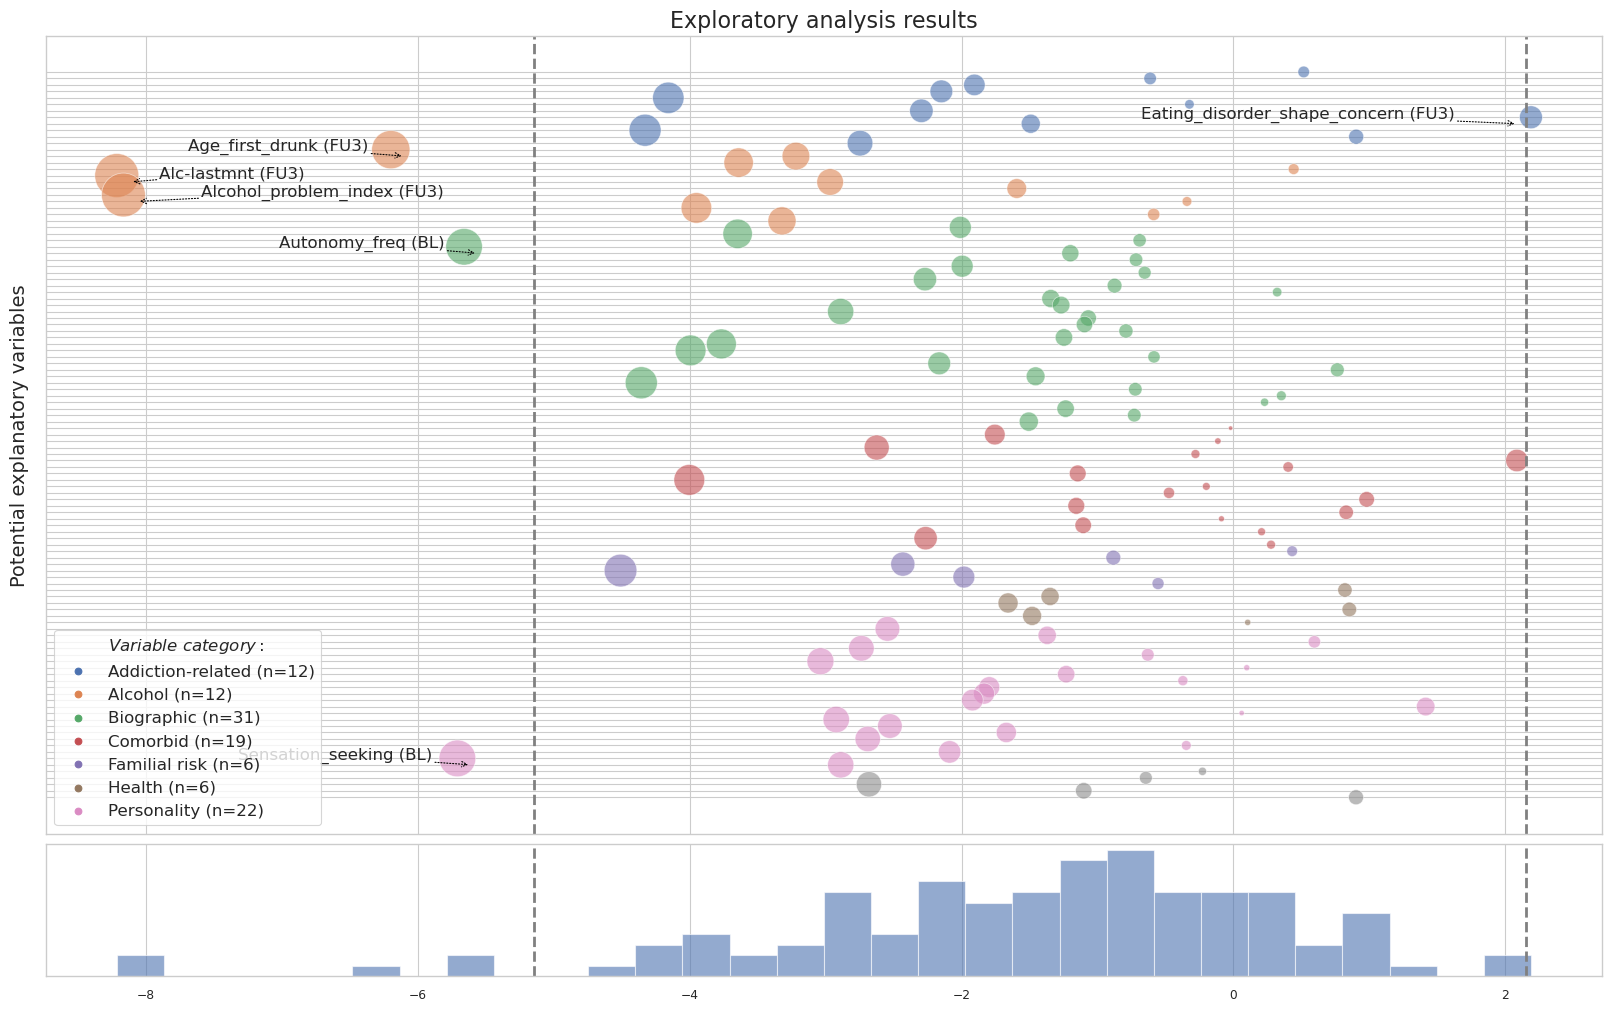 Exploratory analysis results
Potential explanatory variables
Eating_disorder_shape_concern (FU3)
Age_first_drunk (FU3)
Alc-lastmnt (FU3)
Alcohol_problem_index (FU3)
Autonomy_freq (BL)
Variable category:
Addiction-related (n=12)
Alcohol (n=12)
Biographic (n=31)
Comorbid (n=19)
Sensation_seeking (BL)
Familial risk (n=6)
Health (n=6)
Personality (n=22)
−8 −6 −4 −2 0 2